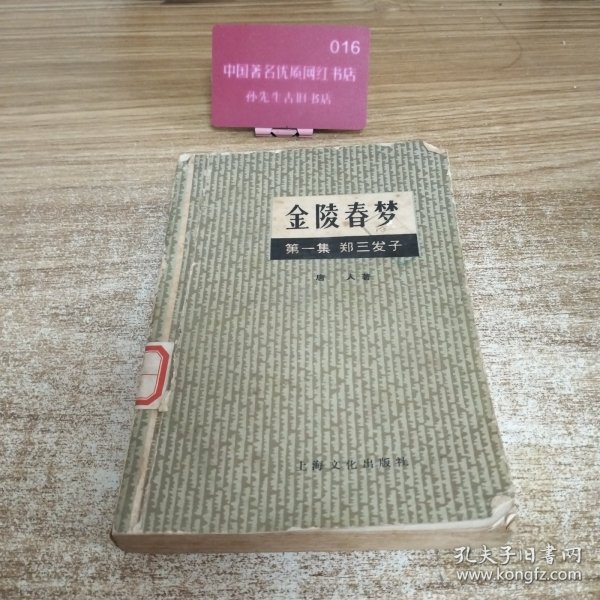 016
中国著名优质网红书店
孙先生古旧书店
金陵春梦
第一集 郑三发子
唐 人著
上海文化出版社
孔夫子旧书网
www.kongfz.com